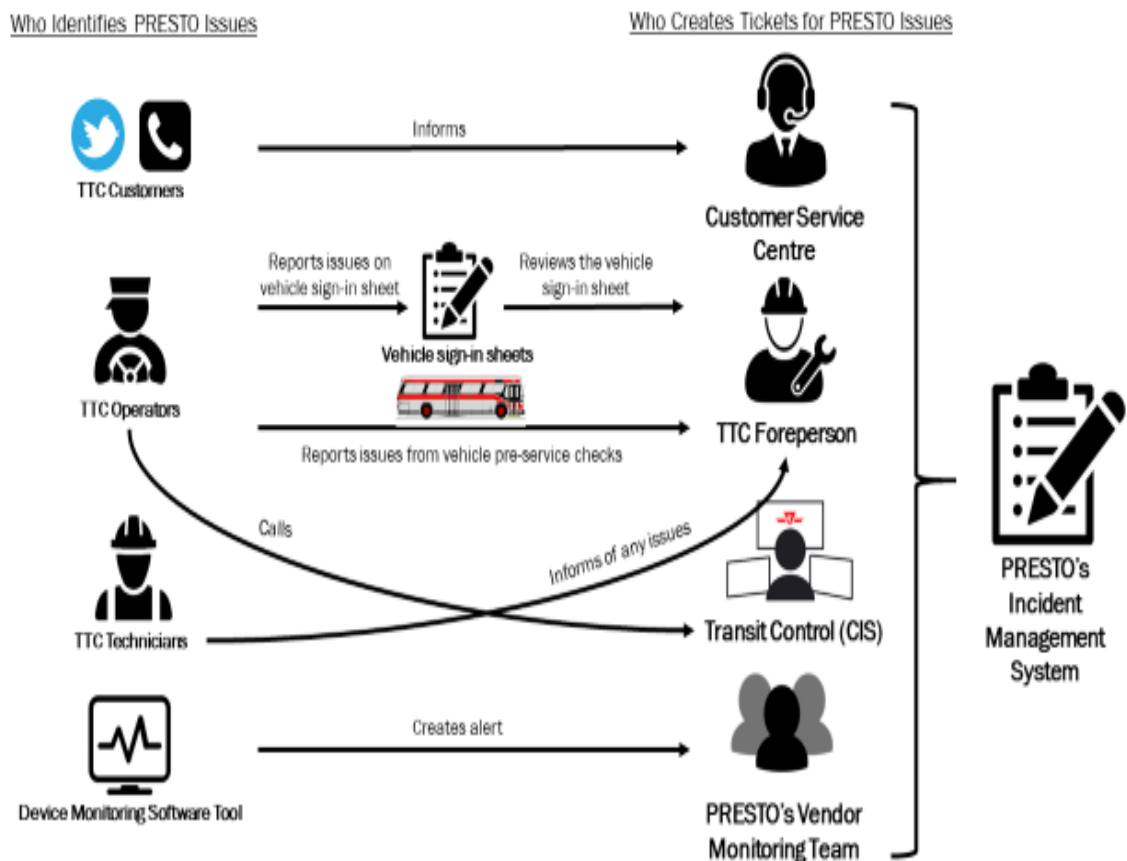 Who Identifies PRESTO Issues
Who Creates Tickets for PRESTO Issues
TTC Customers
Informs
Customer Service
Centre
Reports issues on
vehicle sign-in sheet
Vehicle sign-in sheets
Reviews the vehicle
sign-in sheet
TTC Operators
Reports issues from vehicle pre-service checks
TTC Foreperson
Calls
Informs of any issues
TTC Technicians
Transit Control (CIS)
Device Monitoring Software Tool
Creates alert
PRESTO's Vendor
Monitoring Team
PRESTO's
Incident
Management
System